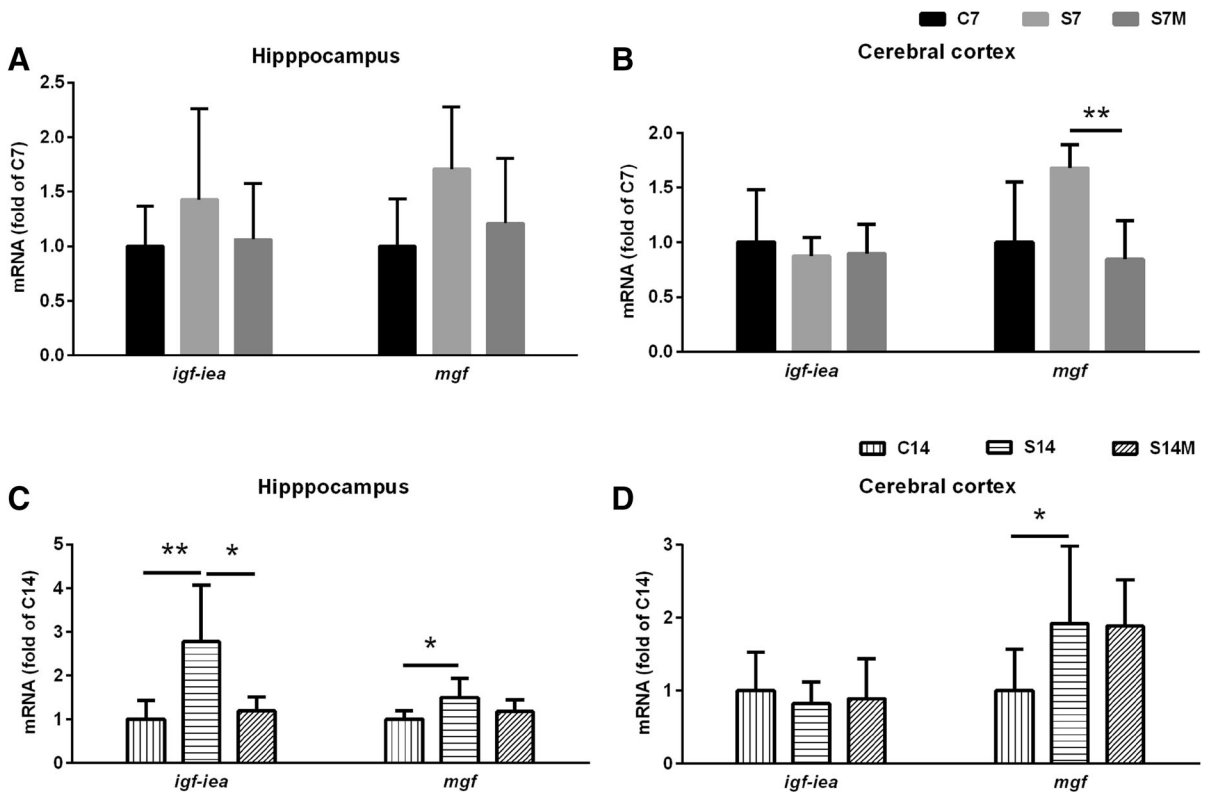 C7 S7 S7M
A Hipppocampus
B Cerebral cortex
mRNA (fold of C7)
2.5
2.0
1.5
1.0
0.5
0.0
igf-iea mgf
mRNA (fold of C7)
**
2.0
1.5
1.0
0.5
0.0
igf-iea mgf
C14 S14 S14M
C Hipppocampus
D Cerebral cortex
mRNA (fold of C14)
** *
*
5
4
3
2
1
0
igf-iea mgf
mRNA (fold of C14)
*
3
2
1
0
igf-iea mgf